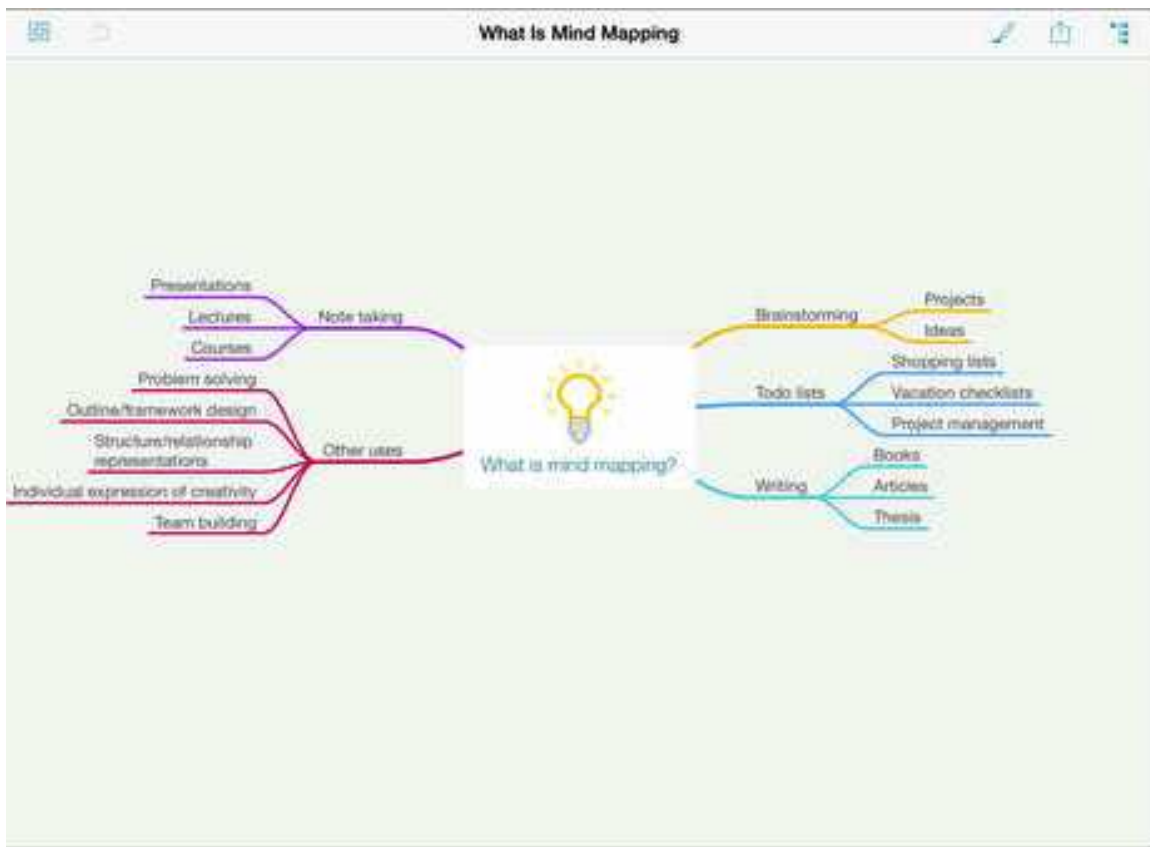 What Is Mind Mapping
Presentations
Lectures
Courses
Note taking
Problem solving
Outline/framework design
Structure/relationship
representations
Individual expression of creativity
Team building
Other uses
What is mind mapping?
Brainstorming
Projects
Ideas
Todo lists
Shopping lists
Vacation checklists
Project management
Writing
Books
Articles
Thesis